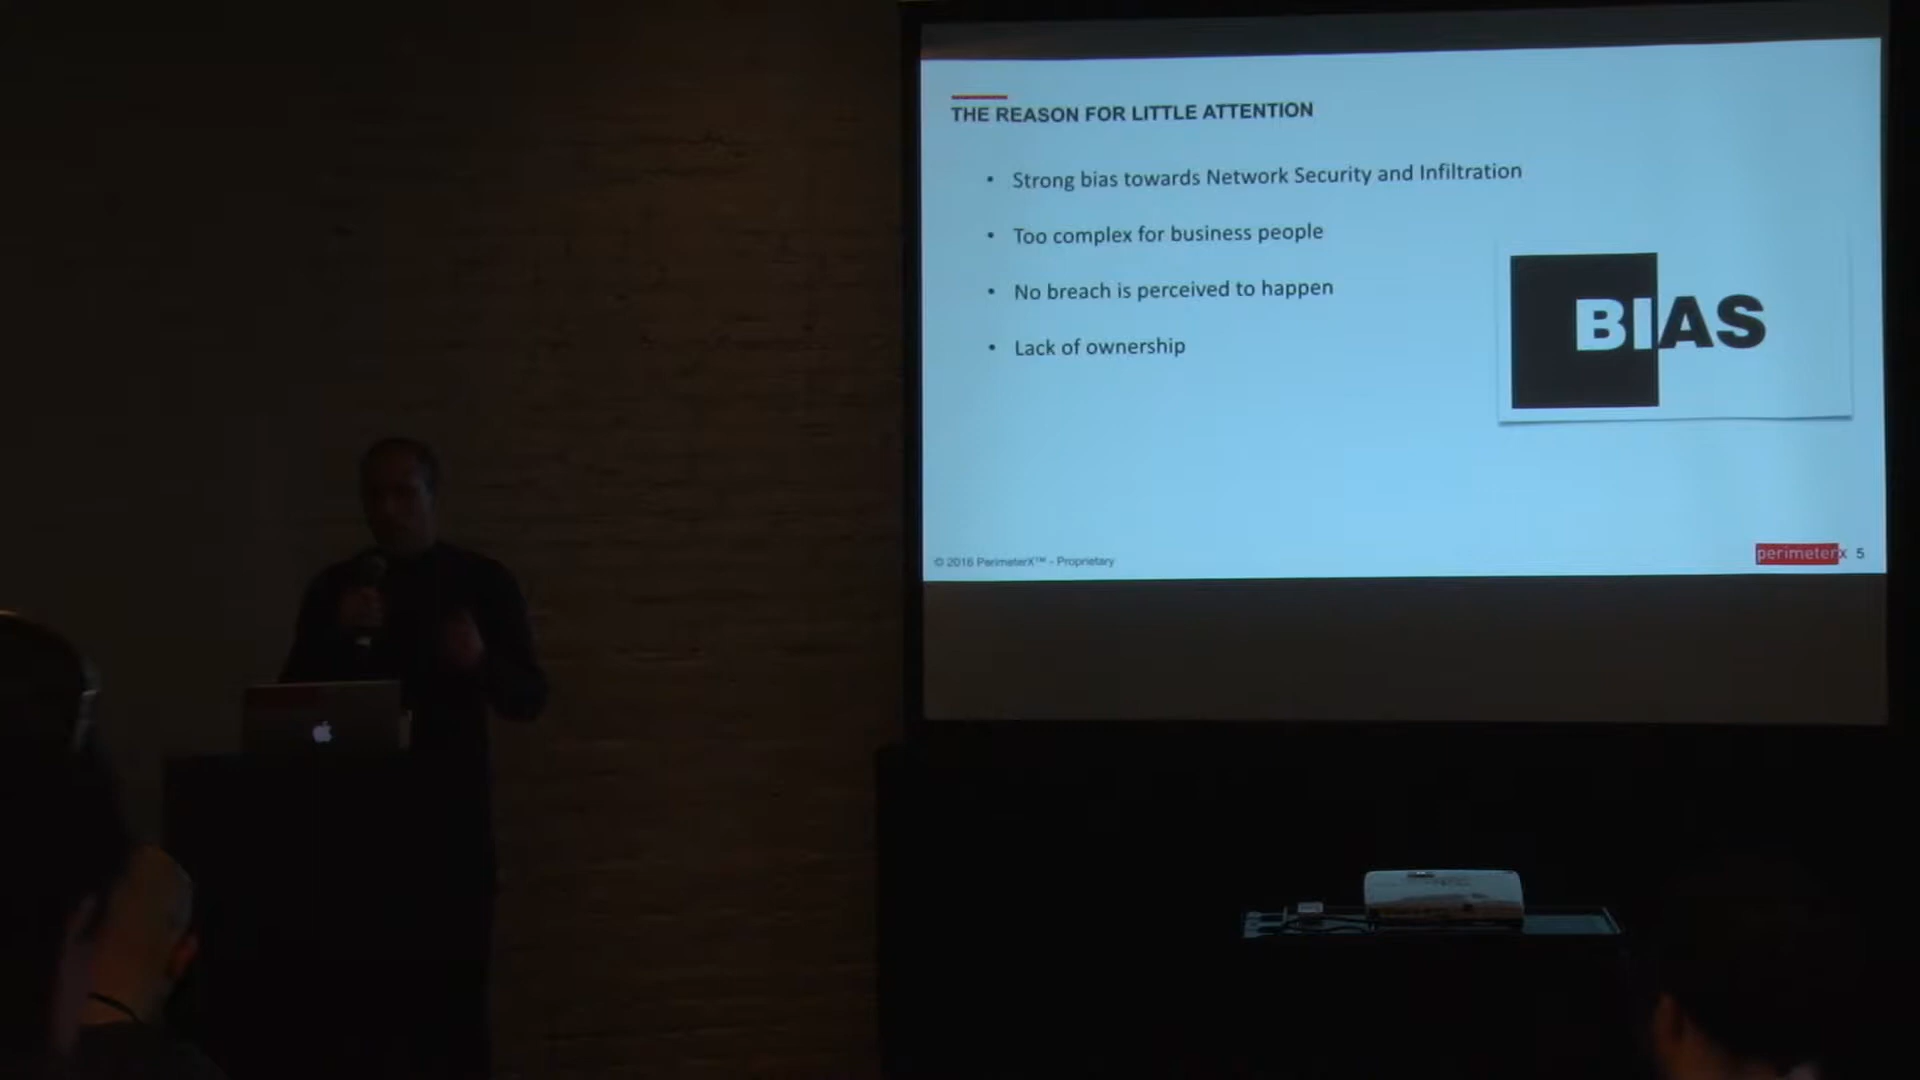 THE REASON FOR LITTLE ATTENTION
• Strong bias towards Network Security and Infiltration
• Too complex for business people
• No breach is perceived to happen
• Lack of ownership
BIAS
© 2016 PerimeterX™ - Proprietary
perimeterx 5